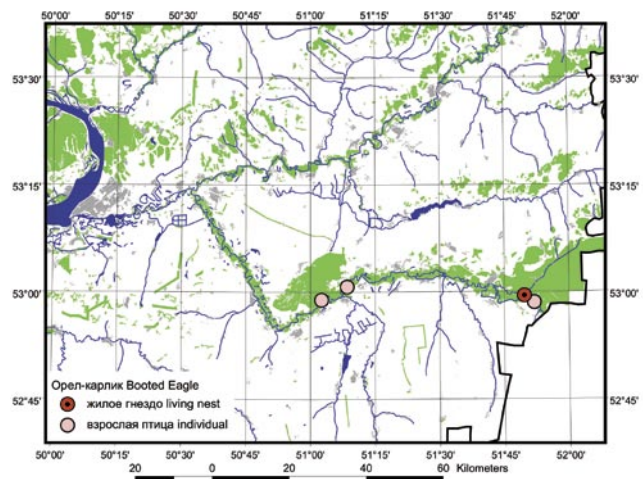 50°00' 50°15' 50°30' 50°45' 51°00' 51°15' 51°30' 51°45' 52°00'
53°30' 53°30'
53°15' 53°15'
53°00' 53°00'
52°45' 52°45'
Орел-карлик Booted Eagle
жилое гнездо living nest
взрослая птица individual
50°00' 50°15' 50°30' 50°45' 51°00' 51°15' 51°30' 51°45' 52°00'
20 0 20 40 60 Kilometers